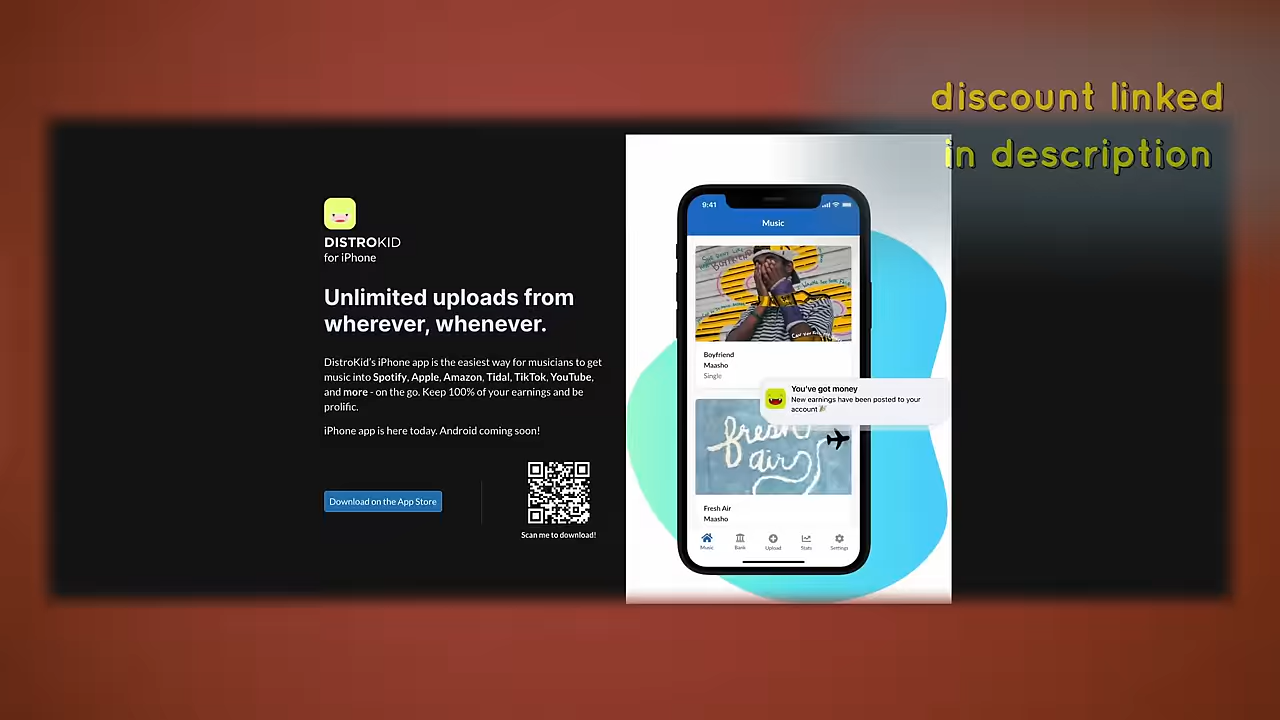 discount linked
in description
DISTROKID
for iPhone
Unlimited uploads from
wherever, whenever.
DistroKid's iPhone app is the easiest way for musicians to get
music into Spotify, Apple, Amazon, Tidal, TikTok, YouTube,
and more - on the go. Keep 100% of your earnings and be
prolific.
iPhone app is here today. Android coming soon!
Download on the App Store
Scan me to download!
9:41
Music
Boyfriend
Maasho
Single
You've got money
New earnings have been posted to your
account
fresh
air
Fresh Air
Maasho
Music Bank Upload Stats Settings